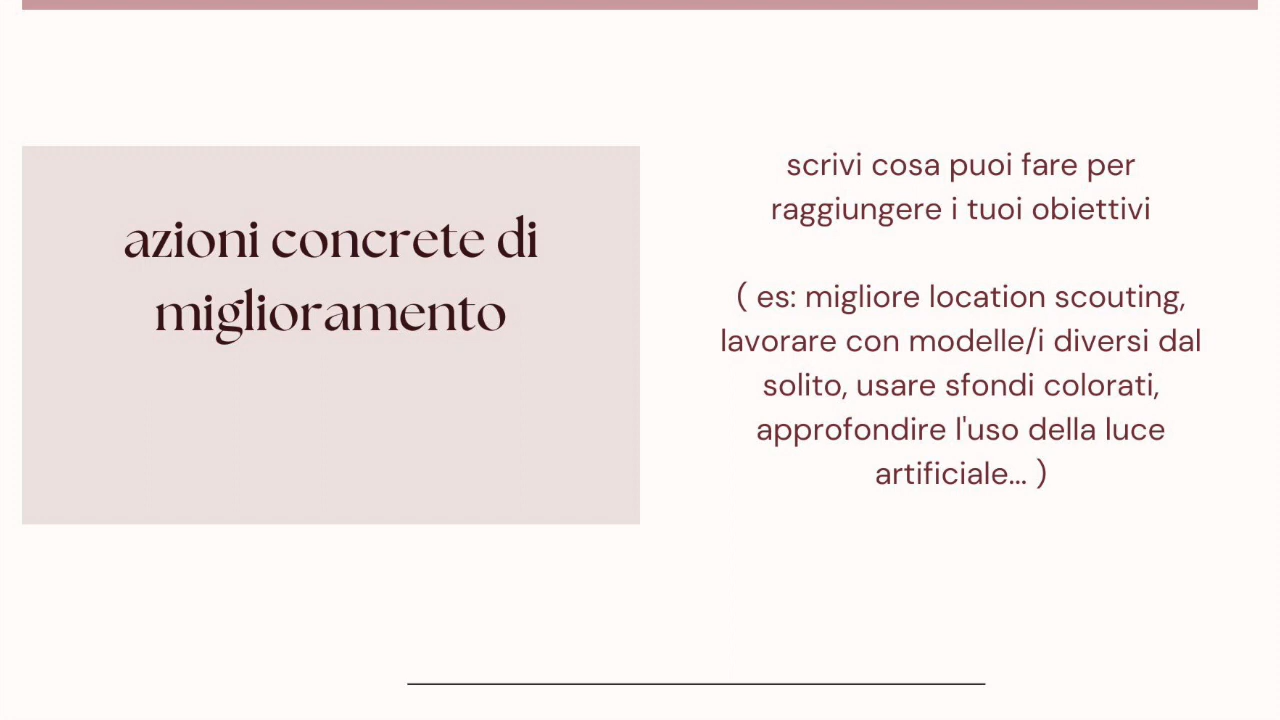 azioni concrete di
miglioramento
scrivi cosa puoi fare per
raggiungere i tuoi obiettivi
( es: migliore location scouting,
lavorare con modelle/i diversi dal
solito, usare sfondi colorati,
approfondire l'uso della luce
artificiale... )